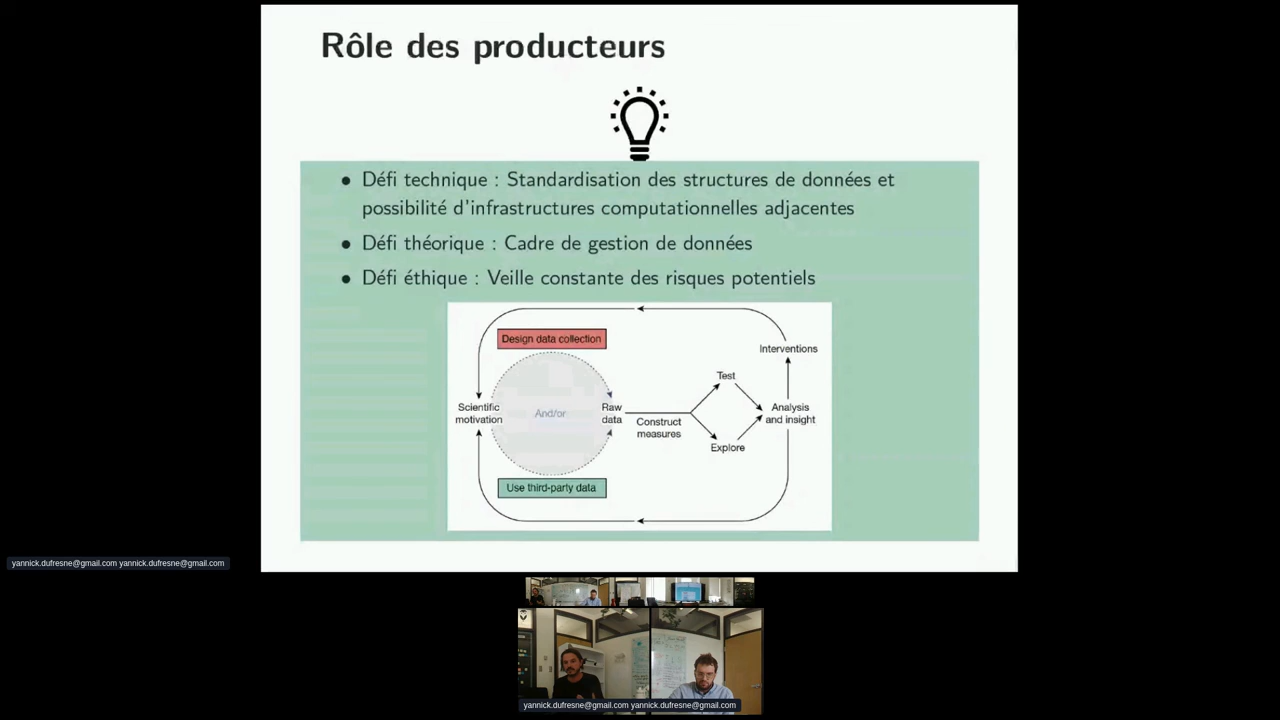 Rôle des producteurs
• Défi technique : Standardisation des structures de données et
possibilité d'infrastructures computationnelles adjacentes
• Défi théorique : Cadre de gestion de données
• Défi éthique : Veille constante des risques potentiels
Design data collection
Interventions
Test
Scientific
motivation
And/or
Raw
data
Construct
measures
Analysis
and insight
Explore
Use third-party data
yannick.dufresne@gmail.com yannick.dufresne@gmail.com
yannick.dufresne@gmail.com yannick.dufresne@gmail.com